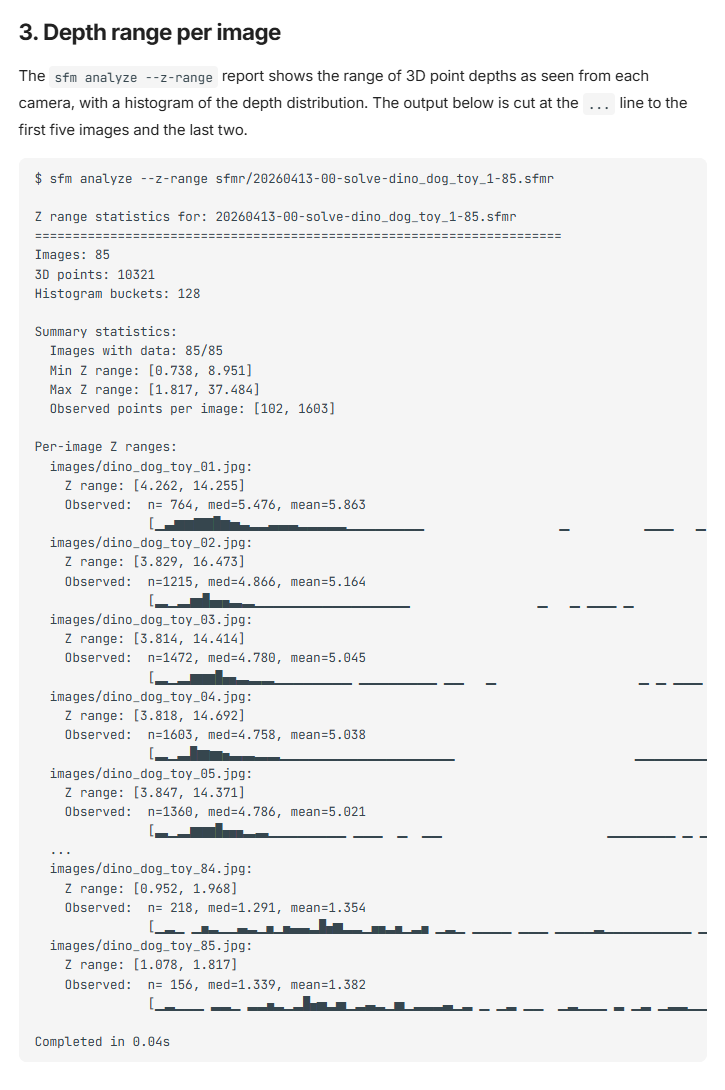 3. Depth range per image
The sfm analyze --z-range report shows the range of 3D point depths as seen from each
camera, with a histogram of the depth distribution. The output below is cut at the ... line to the
first five images and the last two.
$ sfm analyze --z-range sfmr/20260413-00-solve-dino_dog_toy_1-85.sfmr
Z range statistics for: 20260413-00-solve-dino_dog_toy_1-85.sfmr
======================================================================
Images: 85
3D points: 10321
Histogram buckets: 128
Summary statistics:
Images with data: 85/85
Min Z range: [0.738, 8.951]
Max Z range: [1.817, 37.484]
Observed points per image: [102, 1603]
Per-image Z ranges:
images/dino_dog_toy_01.jpg:
Z range: [4.262, 14.255]
Observed:  n= 764, med=5.476, mean=5.863
[
images/dino_dog_toy_02.jpg:
Z range: [3.829, 16.473]
Observed:  n=1215, med=4.866, mean=5.164
[
images/dino_dog_toy_03.jpg:
Z range: [3.814, 14.414]
Observed:  n=1472, med=4.780, mean=5.045
[
images/dino_dog_toy_04.jpg:
Z range: [3.818, 14.692]
Observed:  n=1603, med=4.758, mean=5.038
[
images/dino_dog_toy_05.jpg:
Z range: [3.847, 14.371]
Observed:  n=1360, med=4.786, mean=5.021
[
...
images/dino_dog_toy_84.jpg:
Z range: [0.952, 1.968]
Observed:  n= 218, med=1.291, mean=1.354
[
images/dino_dog_toy_85.jpg:
Z range: [1.078, 1.817]
Observed:  n= 156, med=1.339, mean=1.382
[
Completed in 0.04s